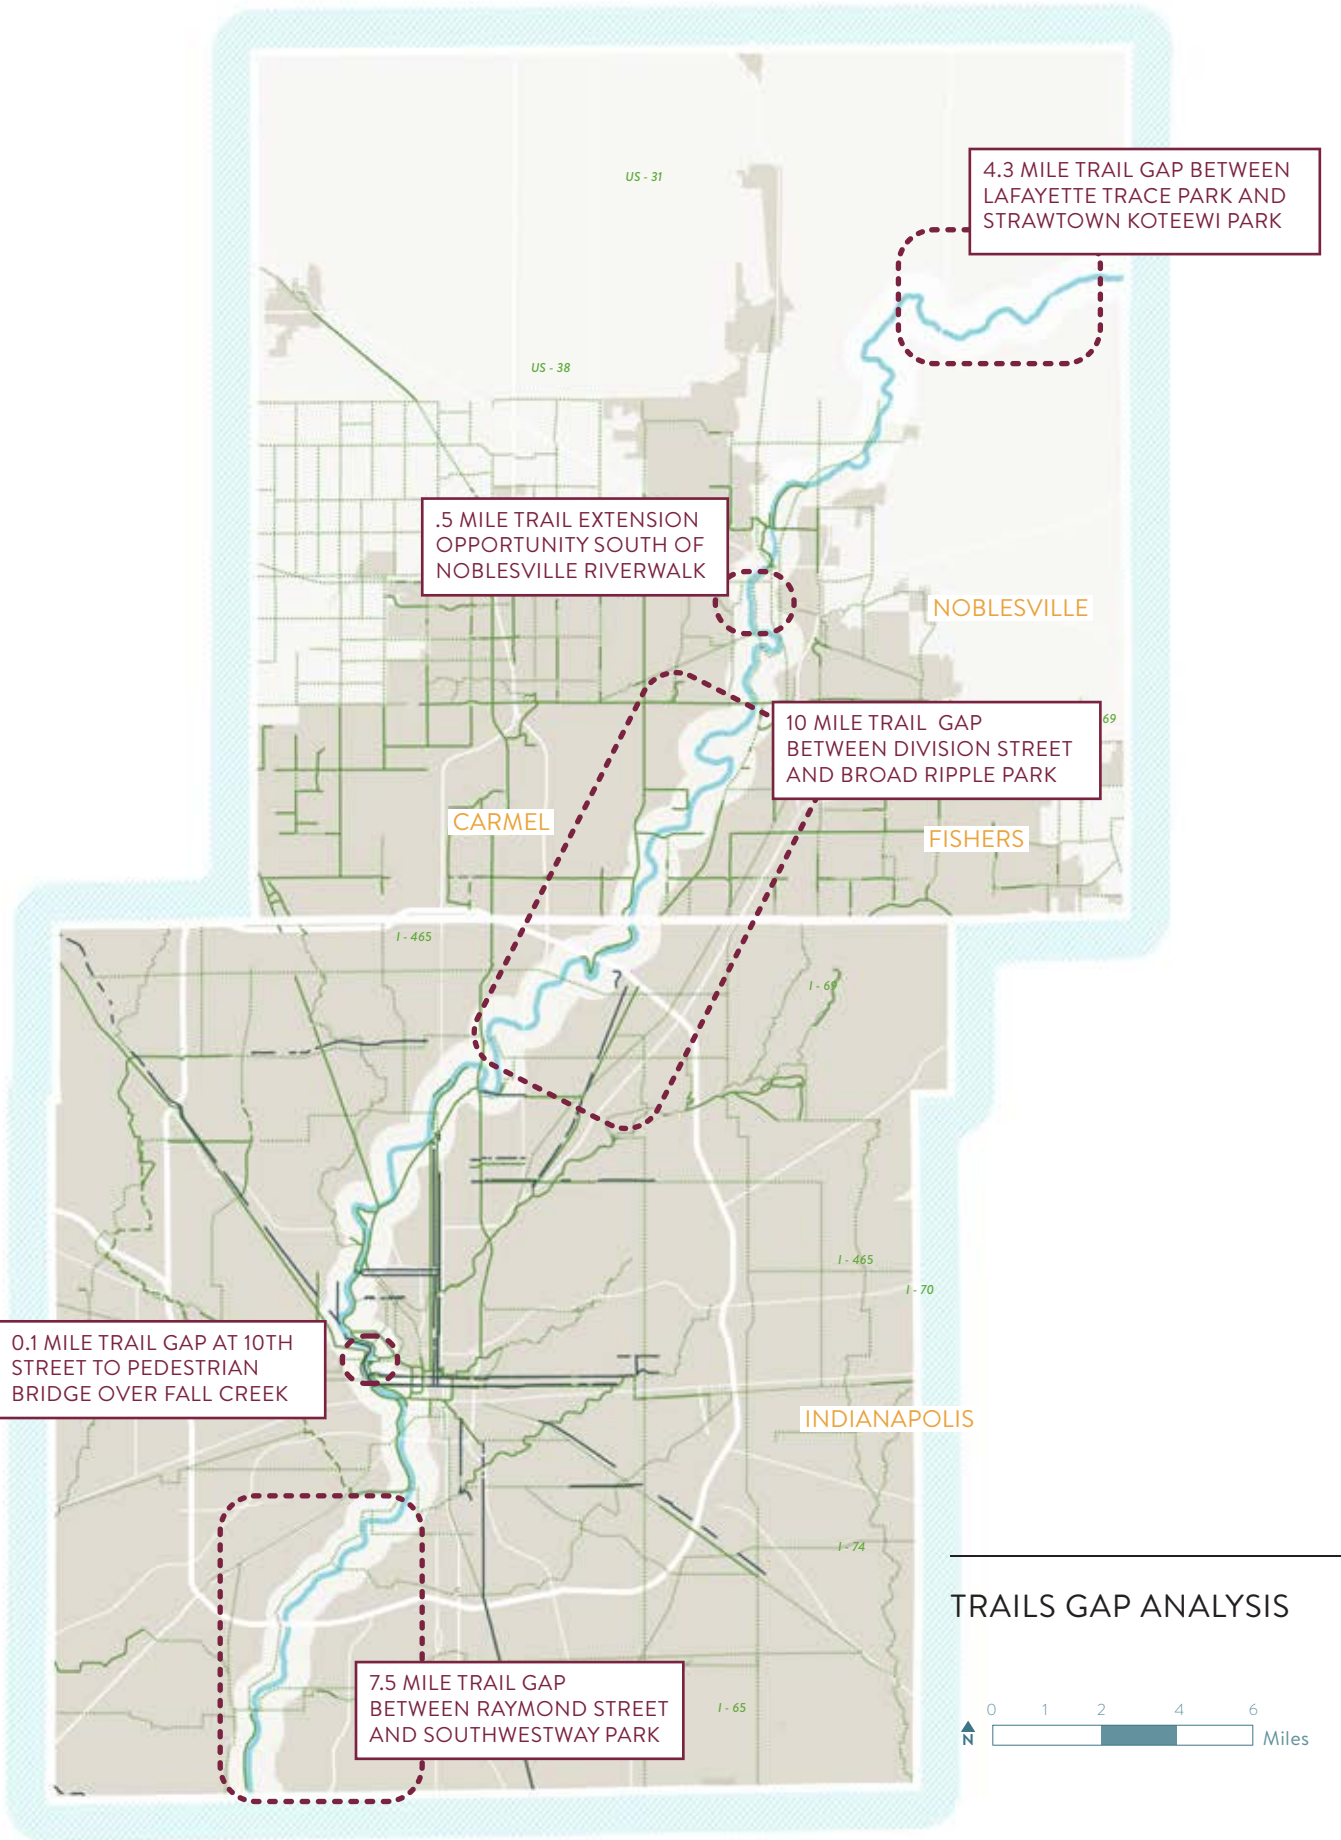 US - 31
4.3 MILE TRAIL GAP BETWEEN
LAFAYETTE TRACE PARK AND
STRAWTOWN KOTEEWI PARK
US - 38
.5 MILE TRAIL EXTENSION
OPPORTUNITY SOUTH OF
NOBLESVILLE RIVERWALK
NOBLESVILLE
10 MILE TRAIL GAP
BETWEEN DIVISION STREET
AND BROAD RIPPLE PARK
69
CARMEL
FISHERS
I - 465
I - 69
I - 465
I - 70
0.1 MILE TRAIL GAP AT 10TH
STREET TO PEDESTRIAN
BRIDGE OVER FALL CREEK
INDIANAPOLIS
I - 74
TRAILS GAP ANALYSIS
7.5 MILE TRAIL GAP
BETWEEN RAYMOND STREET
AND SOUTHWESTWAY PARK
I - 65
0 1 2 4 6
N
Miles